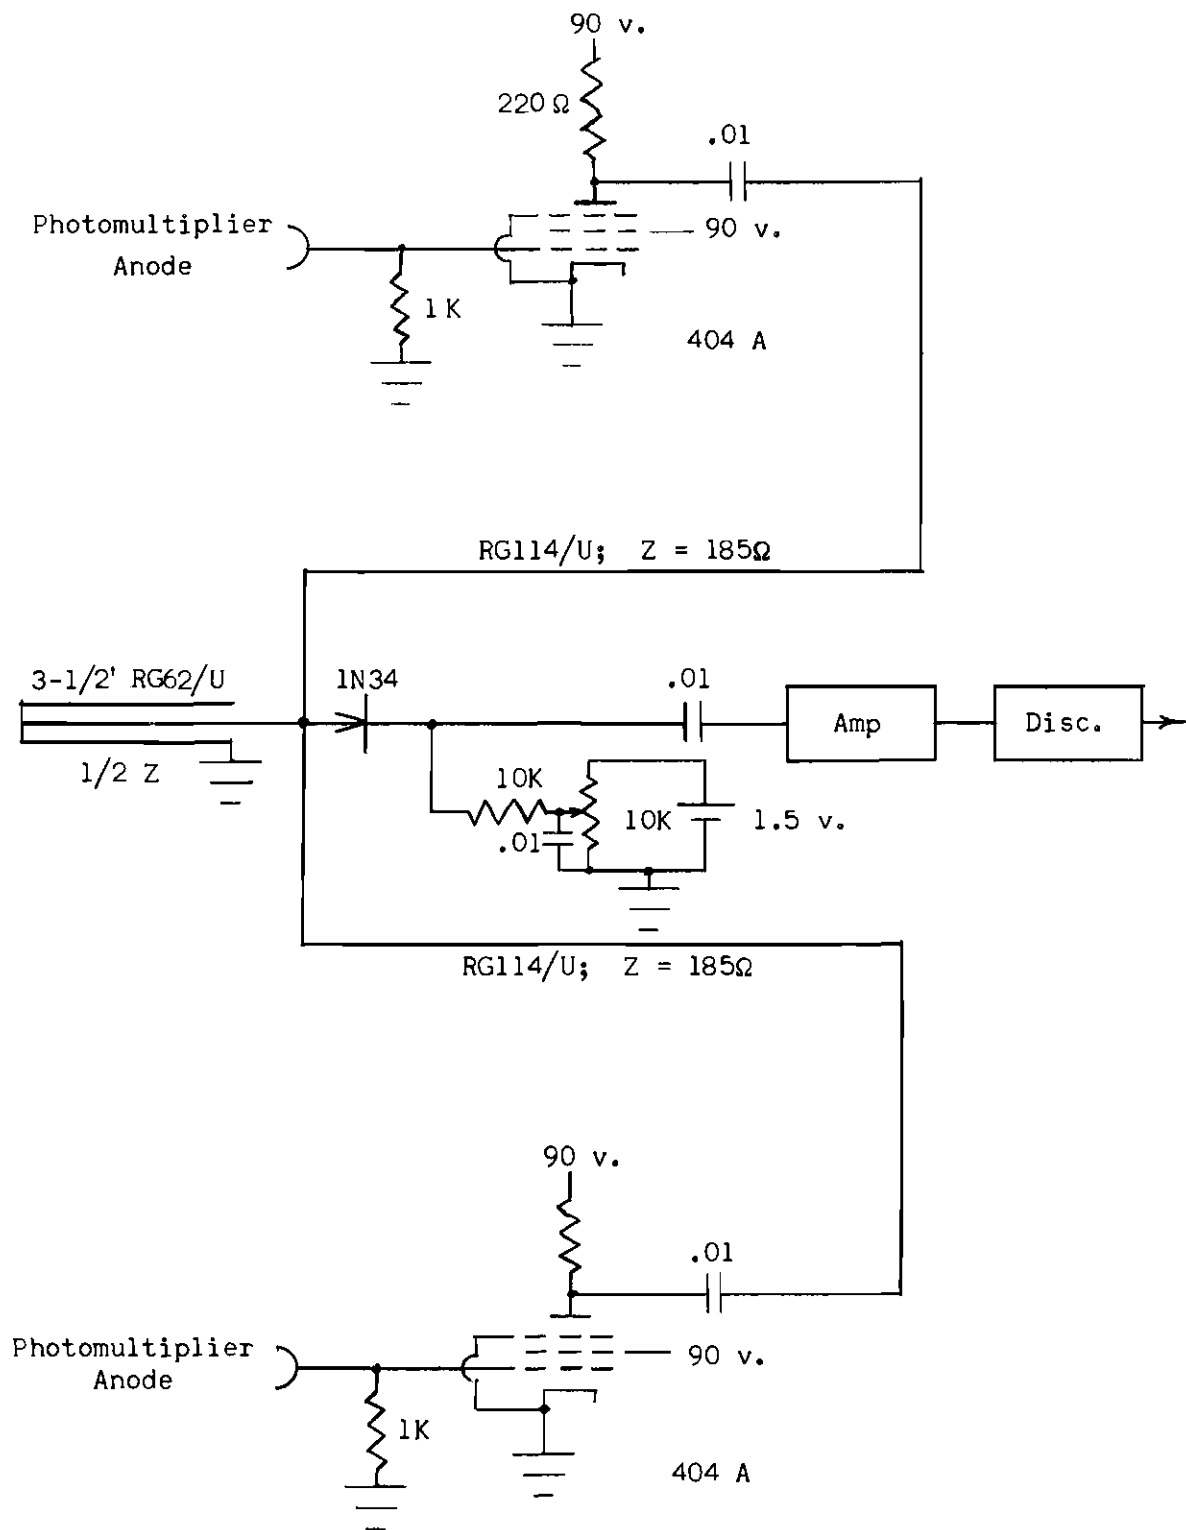 90 v.
220 Ω
.01
Photomultiplier
Anode
90 v.
1 K
404 A
RG114/U; Z = 185Ω
3-1/2' RG62/U
1N34
.01
Amp
Disc.
1/2 Z
10K
10K
1.5 v.
.01
RG114/U; Z = 185Ω
90 v.
.01
Photomultiplier
Anode
90 v.
1K
404 A